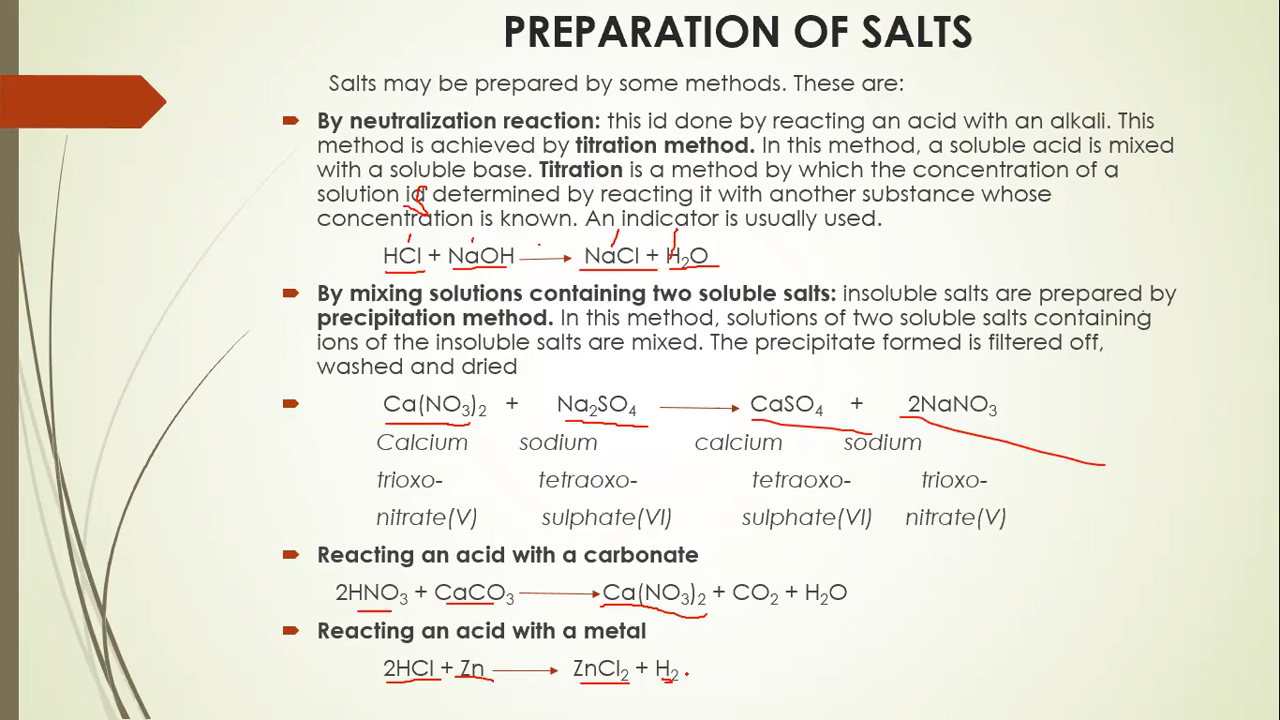 PREPARATION OF SALTS
Salts may be prepared by some methods. These are:
By neutralization reaction: this id done by reacting an acid with an alkali. This
method is achieved by titration method. In this method, a soluble acid is mixed
with a soluble base. Titration is a method by which the concentration of a
solution id determined by reacting it with another substance whose
concentration is known. An indicator is usually used.
HCl + NaOH → NaCl + H₂O
By mixing solutions containing two soluble salts: insoluble salts are prepared by
precipitation method. In this method, solutions of two soluble salts containing
ions of the insoluble salts are mixed. The precipitate formed is filtered off,
washed and dried
Ca(NO₃)₂ + Na₂SO₄ → CaSO₄ + 2NaNO₃
Calcium sodium calcium sodium
trioxo- tetraoxo- tetraoxo- trioxo-
nitrate(V) sulphate(VI) sulphate(VI) nitrate(V)
Reacting an acid with a carbonate
2HNO₃ + CaCO₃ → Ca(NO₃)₂ + CO₂ + H₂O
Reacting an acid with a metal
2HCl + Zn → ZnCl₂ + H₂